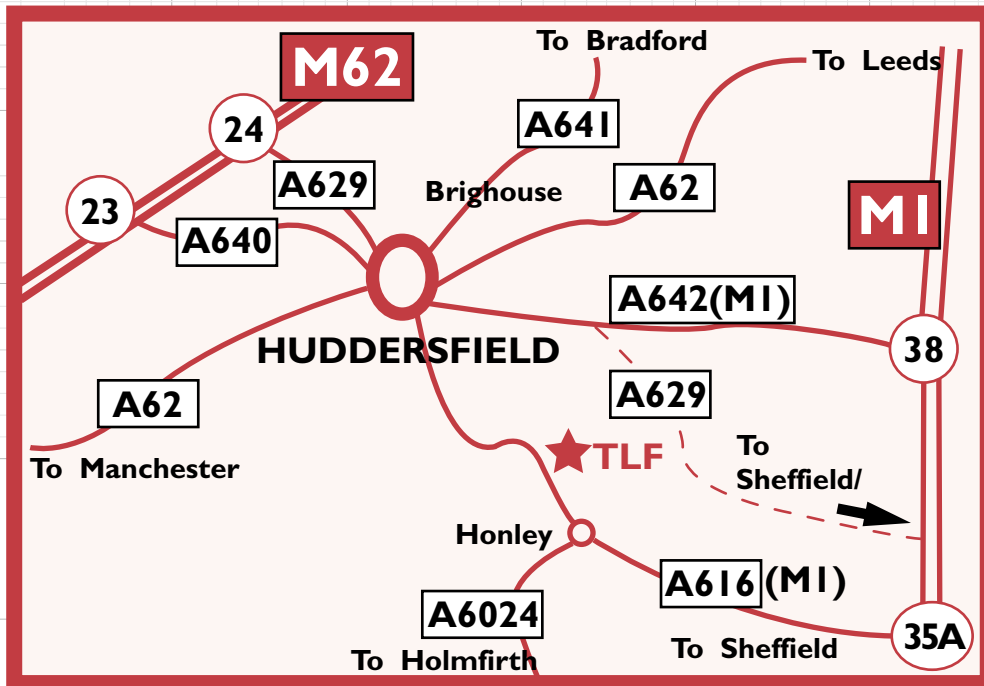 To Bradford
M62
To Leeds
A641
24
A629
Brighouse
A62
23
M1
A640
A642(M1)
HUDDERSFIELD
38
A62
A629
To Manchester
TLF
To
Sheffield/
Honley
A616 (M1)
A6024
35A
To Holmfirth
To Sheffield